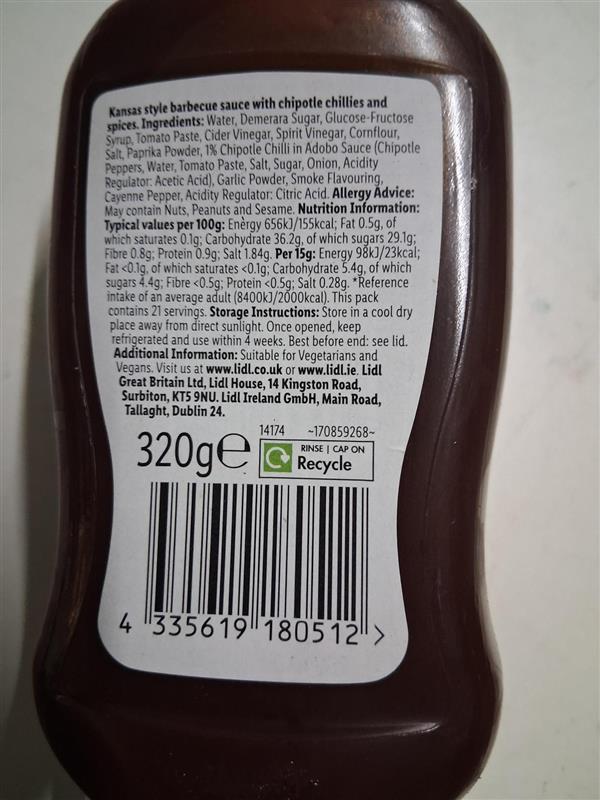 Kansas style barbecue sauce with chipotle chillies and
spices. Ingredients: Water, Demerara Sugar, Glucose-Fructose
Syrup, Tomato Paste, Cider Vinegar, Spirit Vinegar, Cornflour,
Salt, Paprika Powder, 1% Chipotle Chilli in Adobo Sauce (Chipotle
Peppers, Water, Tomato Paste, Salt, Sugar, Onion, Acidity
Regulator: Acetic Acid), Garlic Powder, Smoke Flavouring,
Cayenne Pepper, Acidity Regulator: Citric Acid. Allergy Advice:
May contain Nuts, Peanuts and Sesame. Nutrition Information:
Typical values per 100g: Energy 656kJ/155kcal; Fat 0.5g, of
which saturates 0.1g; Carbohydrate 36.2g, of which sugars 29.1g;
Fibre 0.8g; Protein 0.9g; Salt 1.84g. Per 15g: Energy 98kJ/23kcal;
Fat <0.1g, of which saturates <0.1g; Carbohydrate 5.4g, of which
sugars 4.4g; Fibre <0.5g; Protein <0.5g; Salt 0.28g. *Reference
intake of an average adult (8400kJ/2000kcal). This pack
contains 21 servings. Storage Instructions: Store in a cool dry
place away from direct sunlight. Once opened, keep
refrigerated and use within 4 weeks. Best before end: see lid.
Additional Information: Suitable for Vegetarians and
Vegans. Visit us at www.lidl.co.uk or www.lidl.ie. Lidl
Great Britain Ltd, Lidl House, 14 Kingston Road,
Surbiton, KT5 9NU. Lidl Ireland GmbH, Main Road,
Tallaght, Dublin 24.
14174 ~170859268~
320g℮
RINSE | CAP ON
Recycle
4 335619 180512 >